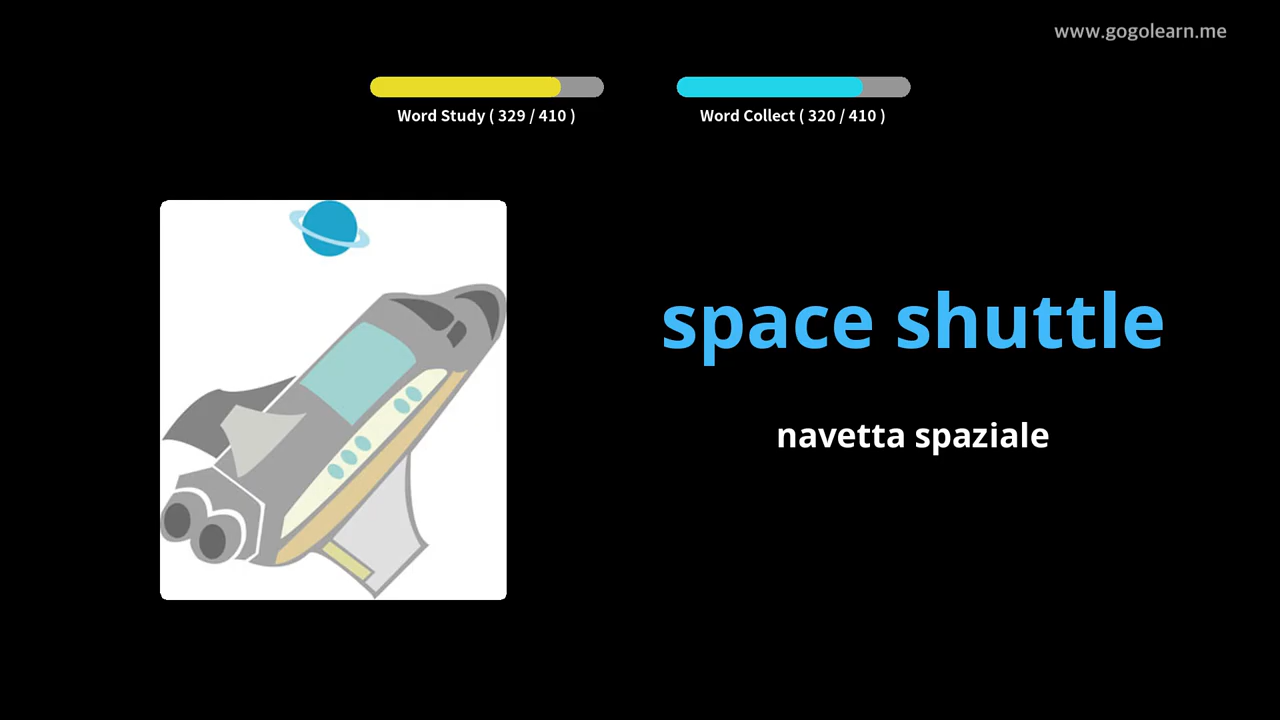 www.gogolearn.me
Word Study ( 329 / 410 )
Word Collect ( 320 / 410 )
space shuttle
navetta spaziale